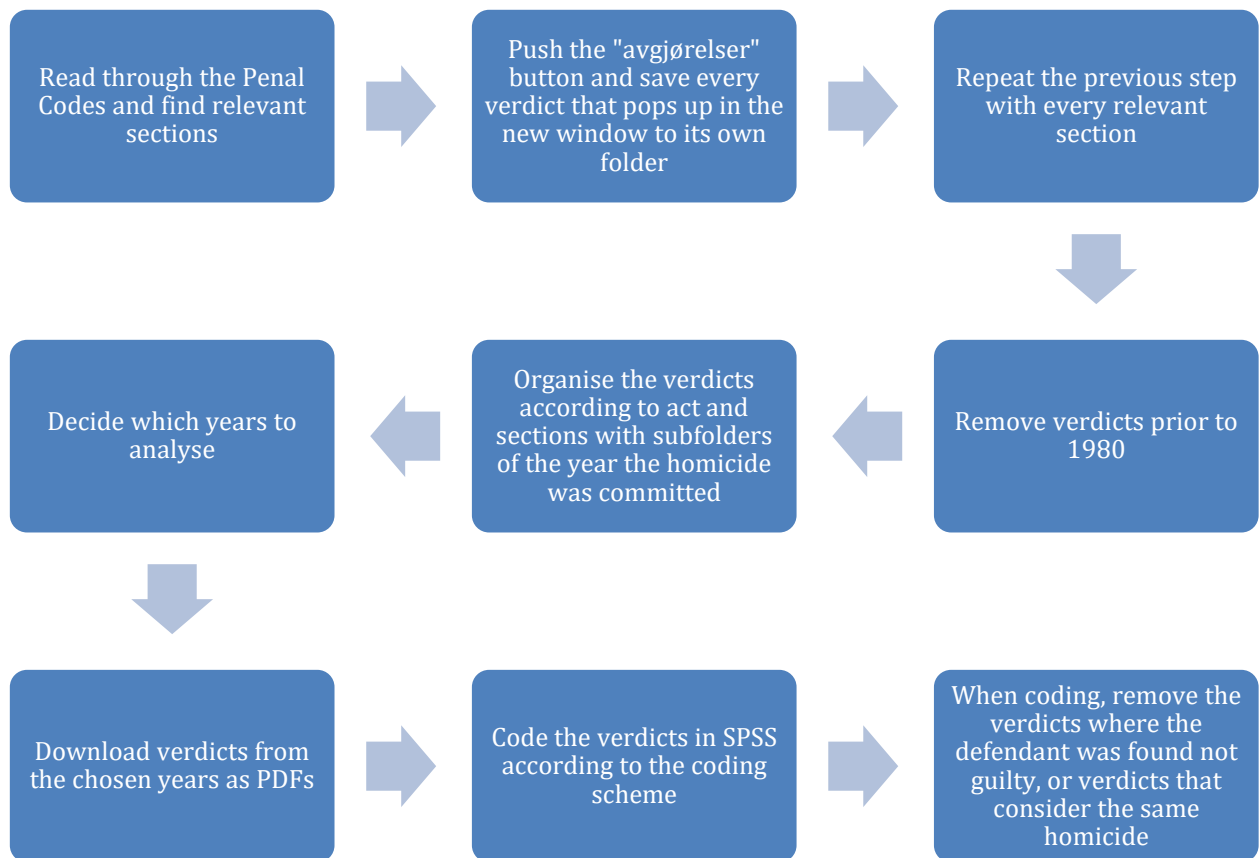 Read through the Penal
Codes and find relevant
sections
Push the "avgjørelser"
button and save every
verdict that pops up in the
new window to its own
folder
Repeat the previous step
with every relevant
section
Remove verdicts prior to
1980
Organise the verdicts
according to act and
sections with subfolders
of the year the homicide
was committed
Decide which years to
analyse
Download verdicts from
the chosen years as PDFs
Code the verdicts in SPSS
according to the coding
scheme
When coding, remove the
verdicts where the
defendant was found not
guilty, or verdicts that
consider the same
homicide